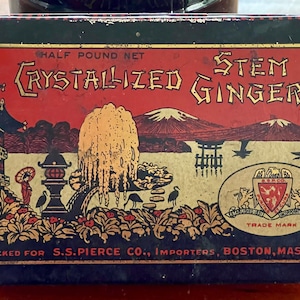 HALF POUND NET
CRYSTALLIZED STEM GINGER
TRADE MARK
KED FOR S.S. PIERCE CO., IMPORTERS, BOSTON, MAS